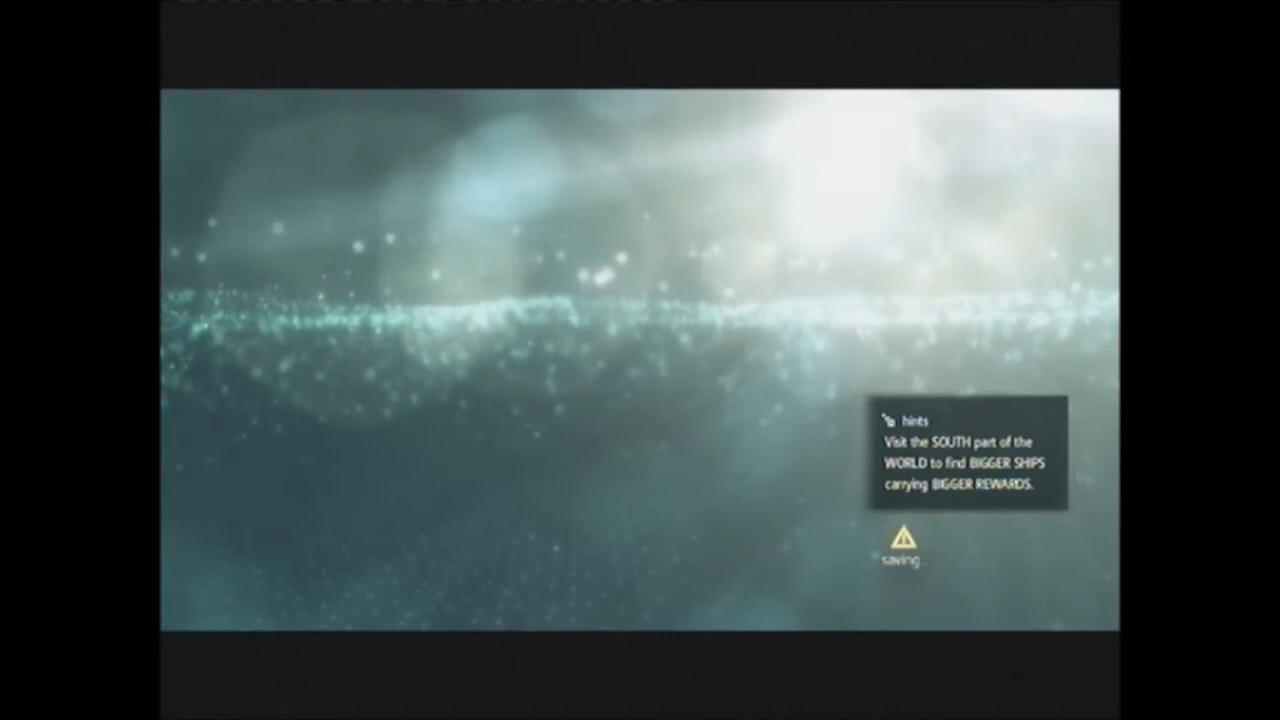 hints
Visit the SOUTH part of the
WORLD to find BIGGER SHIPS
carrying BIGGER REWARDS.
saving..